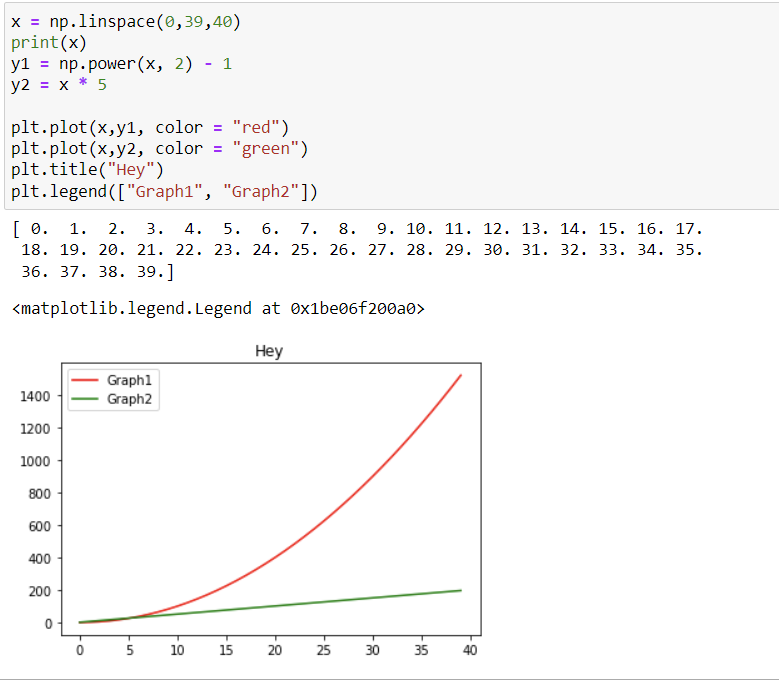 x = np.linspace(0,39,40)
print(x)
y1 = np.power(x, 2) - 1
y2 = x * 5
plt.plot(x,y1, color = "red")
plt.plot(x,y2, color = "green")
plt.title("Hey")
plt.legend(["Graph1", "Graph2"])
[ 0. 1. 2. 3. 4. 5. 6. 7. 8. 9. 10. 11. 12. 13. 14. 15. 16. 17.
18. 19. 20. 21. 22. 23. 24. 25. 26. 27. 28. 29. 30. 31. 32. 33. 34. 35.
36. 37. 38. 39.]
<matplotlib.legend.Legend at 0x1be06f200a0>
Hey
Graph1
Graph2
1400
1200
1000
800
600
400
200
0
0 5 10 15 20 25 30 35 40